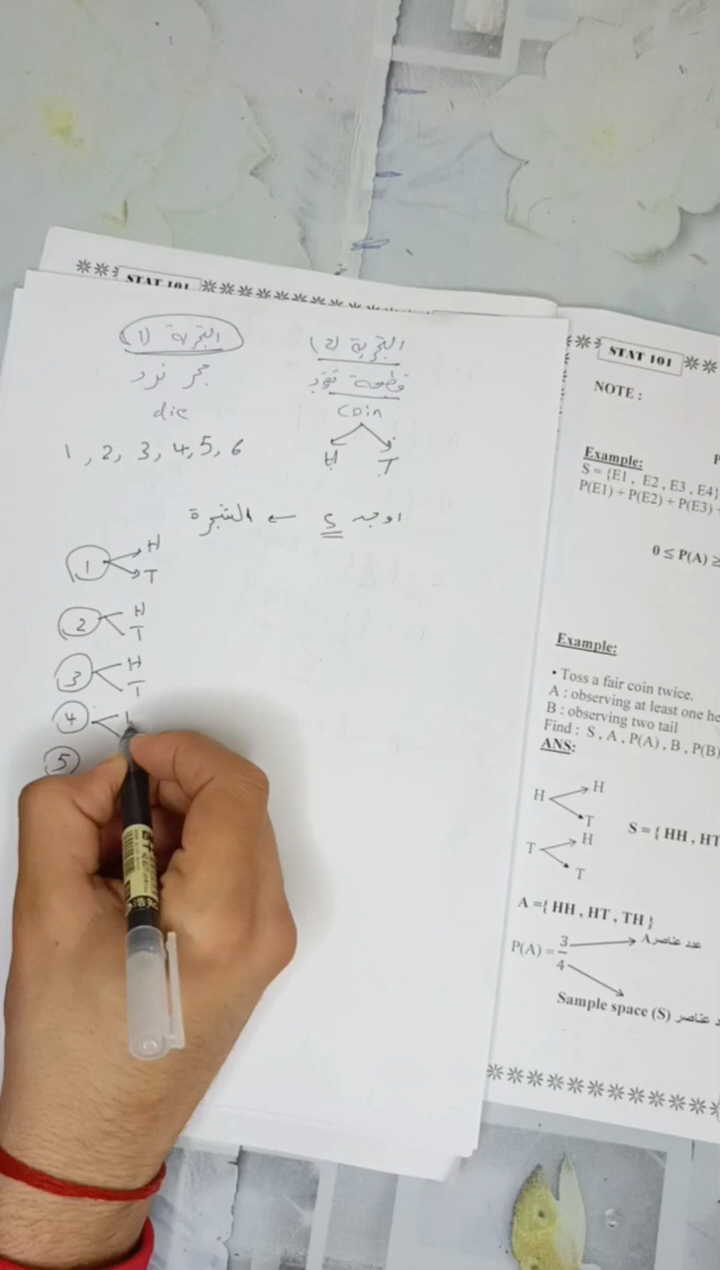 STAT 101
التجربة (1)
التجربة (2)
حجر نرد
قطعة نقود
die
coin
1, 2, 3, 4, 5, 6
H
T
اوجد S ← الشجرة
1
H
T
2
H
T
3
H
T
4
5
STAT 101
NOTE :
Example:
S = {E1 , E2 , E3 , E4}
P(E1) + P(E2) + P(E3)
0 ≤ P(A) ≥
Example:
• Toss a fair coin twice.
A : observing at least one
B : observing two tail
Find : S , A , P(A) , B , P(B)
ANS:
H
H
T
S = { HH , HT
T
H
T
A ={ HH , HT , TH }
P(A) = 3/4
عدد عناصر A
Sample space (S) عناصر